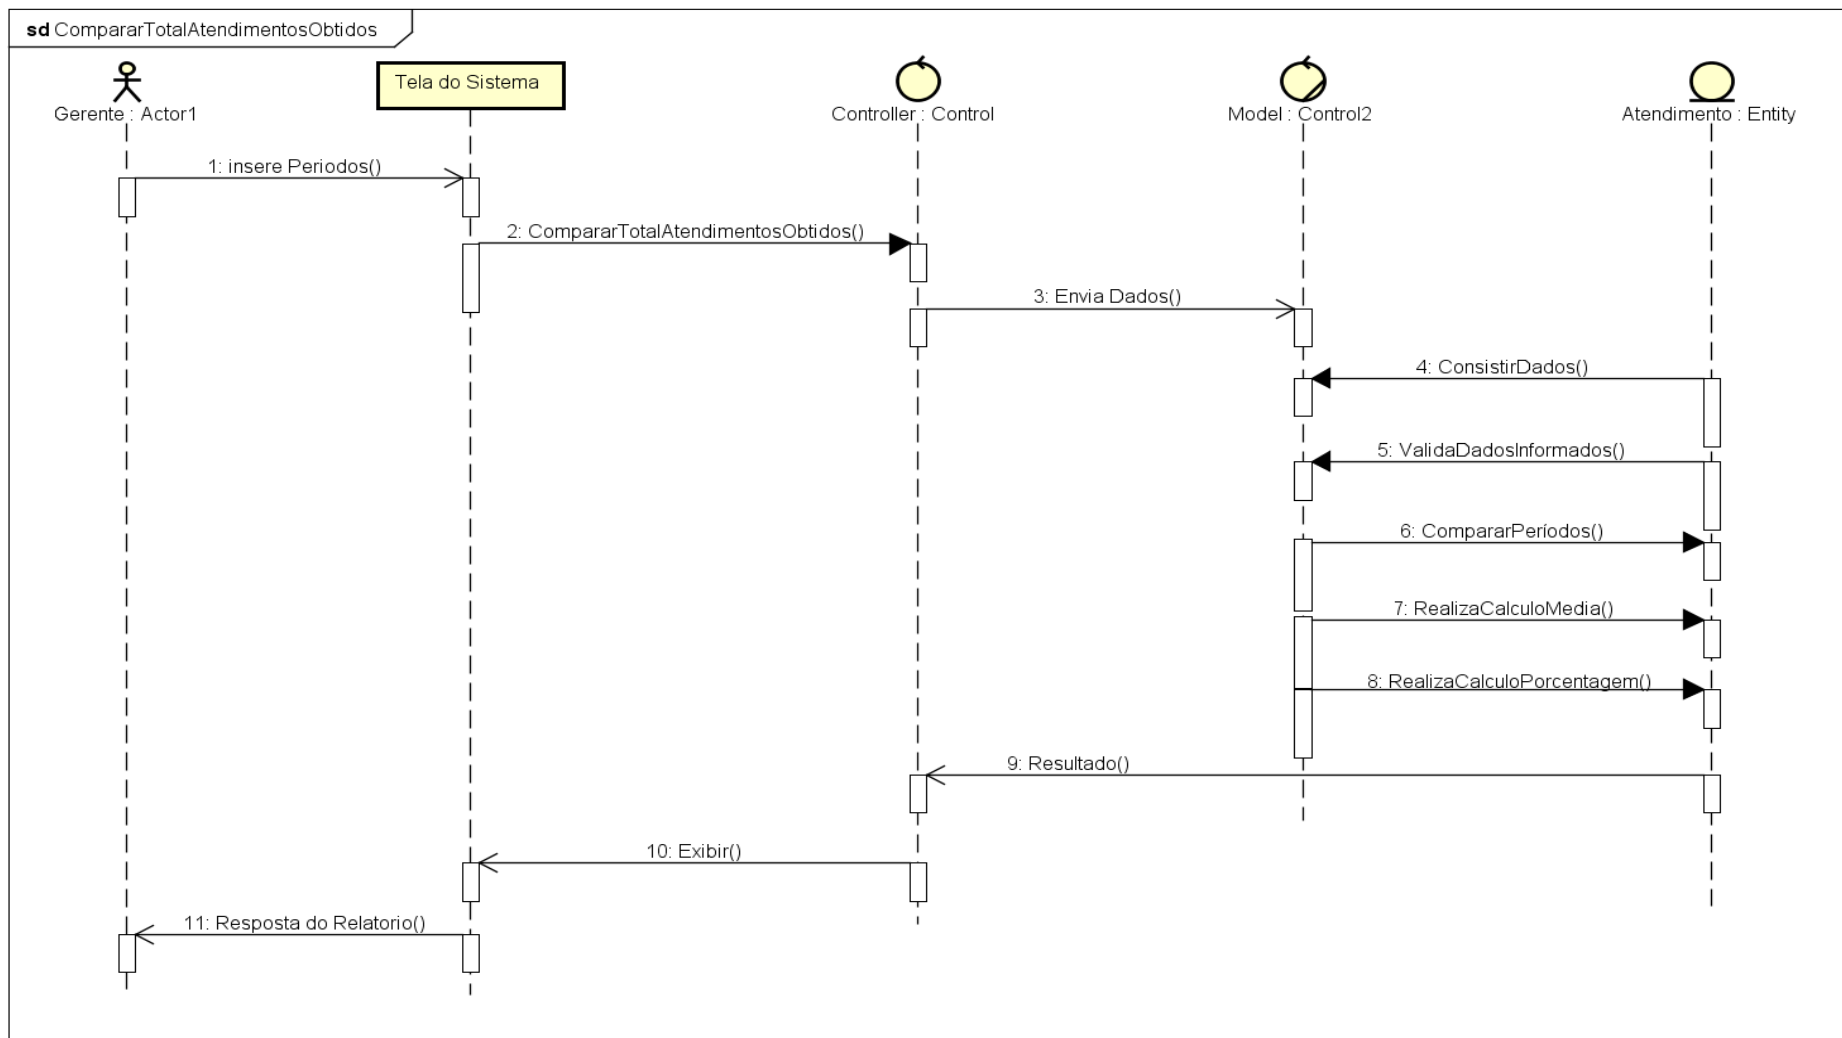 sd CompararTotalAtendimentosObtidos
Gerente : Actor1
Tela do Sistema
Controller : Control
Model : Control2
Atendimento : Entity
1: insere Periodos()
2: CompararTotalAtendimentosObtidos()
3: Envia Dados()
4: ConsistirDados()
5: ValidaDadosInformados()
6: CompararPeríodos()
7: RealizaCalculoMedia()
8: RealizaCalculoPorcentagem()
9: Resultado()
10: Exibir()
11: Resposta do Relatorio()